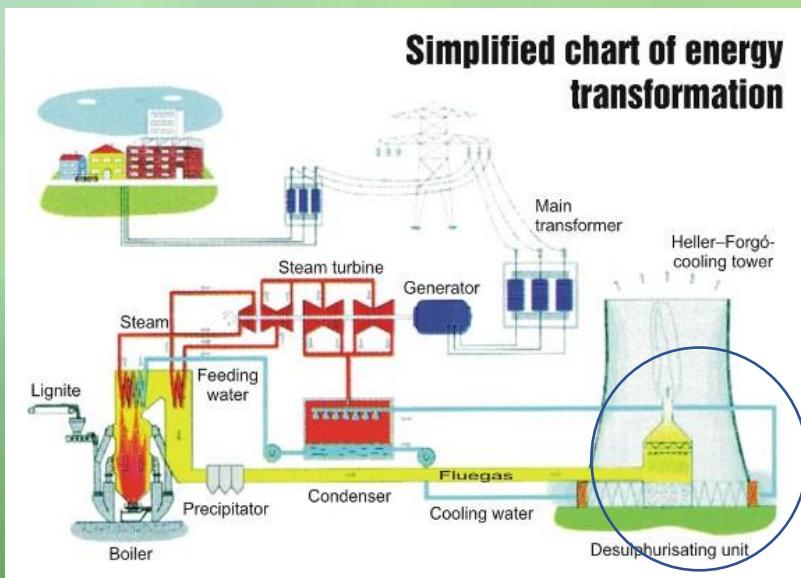 Simplified chart of energy
transformation
Main
transformer
Heller–Forgó-
cooling tower
Steam turbine
Generator
Steam
Feeding
water
Lignite
Fluegas
Precipitator
Condenser
Cooling water
Boiler
Desulphurisating unit